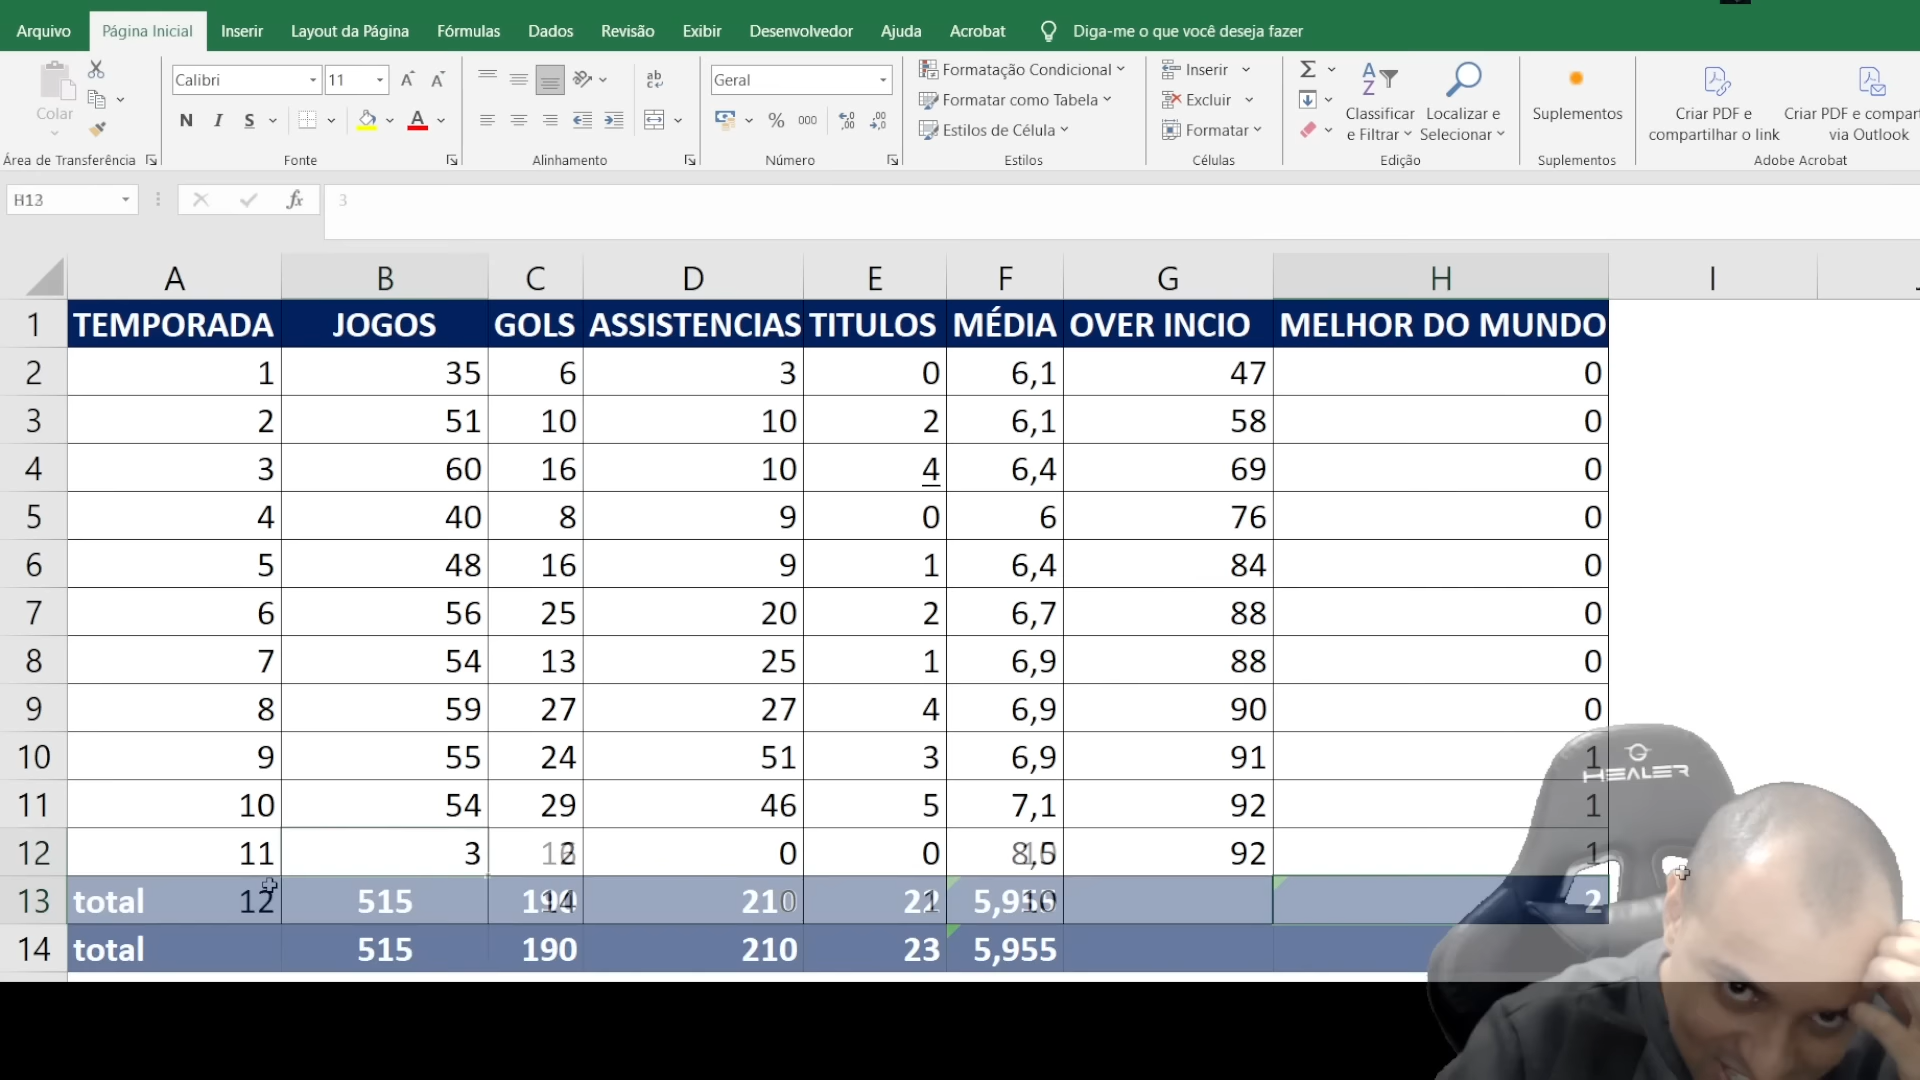 Arquivo Página Inicial Inserir Layout da Página Fórmulas Dados Revisão Exibir Desenvolvedor Ajuda Acrobat Diga-me o que você deseja fazer
Colar
Calibri 11
N I S
ab
Geral
% 000
Formatação Condicional
Formatar como Tabela
Estilos de Célula
Inserir
Excluir
Formatar
Classificar e Filtrar
Localizar e Selecionar
Suplementos
Criar PDF e compartilhar o link
Criar PDF e compart
via Outlook
Área de Transferência Fonte Alinhamento Número Estilos Células Edição Suplementos Adobe Acrobat
H13 fx 3
A B C D E F G H I
1 TEMPORADA JOGOS GOLS ASSISTENCIAS TITULOS MÉDIA OVER INCIO MELHOR DO MUNDO
2 1 35 6 3 0 6,1 47 0
3 2 51 10 10 2 6,1 58 0
4 3 60 16 10 4 6,4 69 0
5 4 40 8 9 0 6 76 0
6 5 48 16 9 1 6,4 84 0
7 6 56 25 20 2 6,7 88 0
8 7 54 13 25 1 6,9 88 0
9 8 59 27 27 4 6,9 90 0
10 9 55 24 51 3 6,9 91 1
11 10 54 29 46 5 7,1 92 1
12 11 3 0 0 92 1
13 total 12 515 210 2
14 total 515 190 210 23 5,955
HEALER